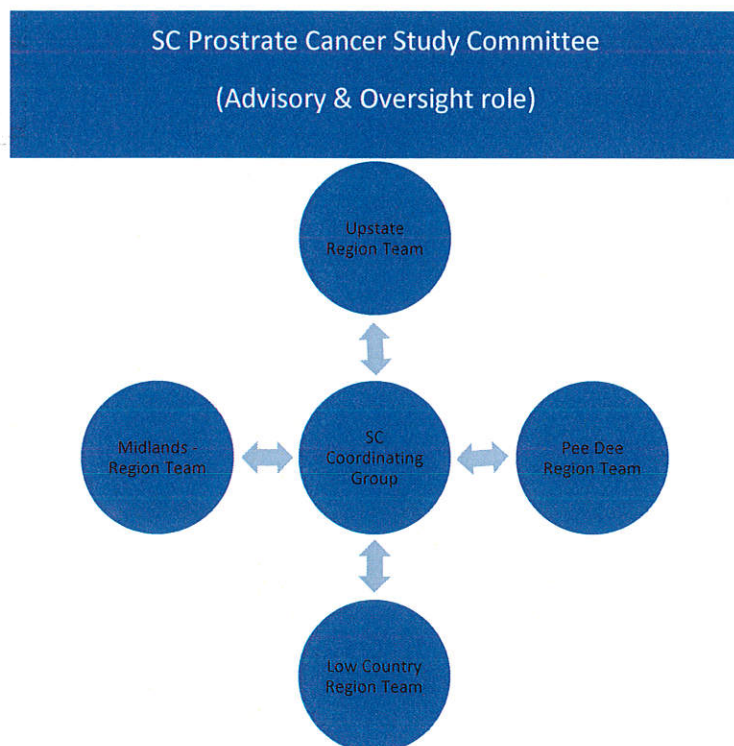 SC Prostrate Cancer Study Committee
(Advisory & Oversight role)
Upstate
Region Team
Midlands -
Region Team
SC
Coordinating
Group
Pee Dee
Region Team
Low Country
Region Team